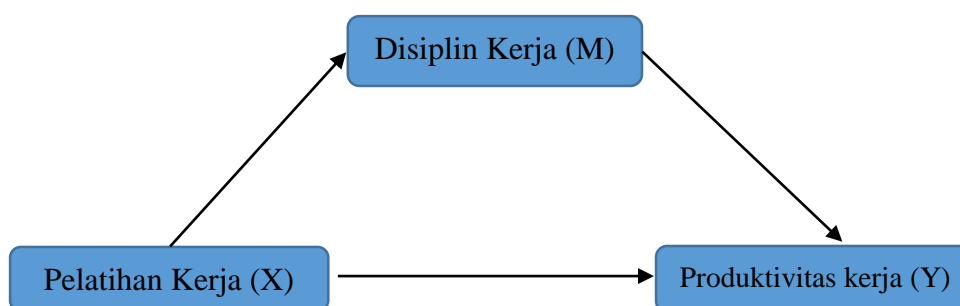 Disiplin Kerja (M)
Pelatihan Kerja (X)
Produktivitas kerja (Y)